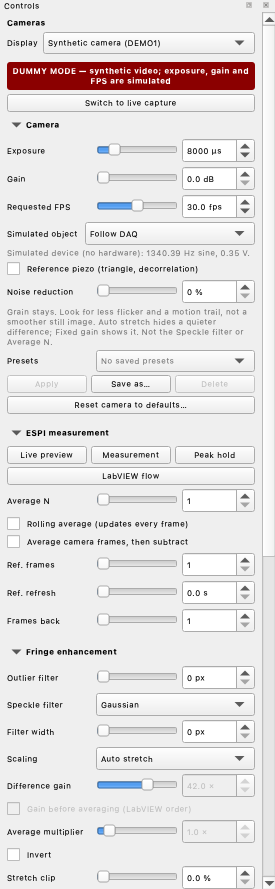 Controls
Cameras
Display Synthetic camera (DEMO1)
DUMMY MODE — synthetic video; exposure, gain and
FPS are simulated
Switch to live capture
Camera
Exposure 8000 µs
Gain 0.0 dB
Requested FPS 30.0 fps
Simulated object Follow DAQ
Simulated device (no hardware): 1340.39 Hz sine, 0.35 V.
Reference piezo (triangle, decorrelation)
Noise reduction 0 %
Grain stays. Look for less flicker and a motion trail, not a
smoother still image. Auto stretch hides a quieter
difference; Fixed gain shows it. Not the Speckle filter or
Average N.
Presets No saved presets
Apply Save as... Delete
Reset camera to defaults...
ESPI measurement
Live preview Measurement Peak hold
LabVIEW flow
Average N 1
Rolling average (updates every frame)
Average camera frames, then subtract
Ref. frames 1
Ref. refresh 0.0 s
Frames back 1
Fringe enhancement
Outlier filter 0 px
Speckle filter Gaussian
Filter width 0 px
Scaling Auto stretch
Difference gain 42.0 ×
Gain before averaging (LabVIEW order)
Average multiplier 1.0 ×
Invert
Stretch clip 0.0 %